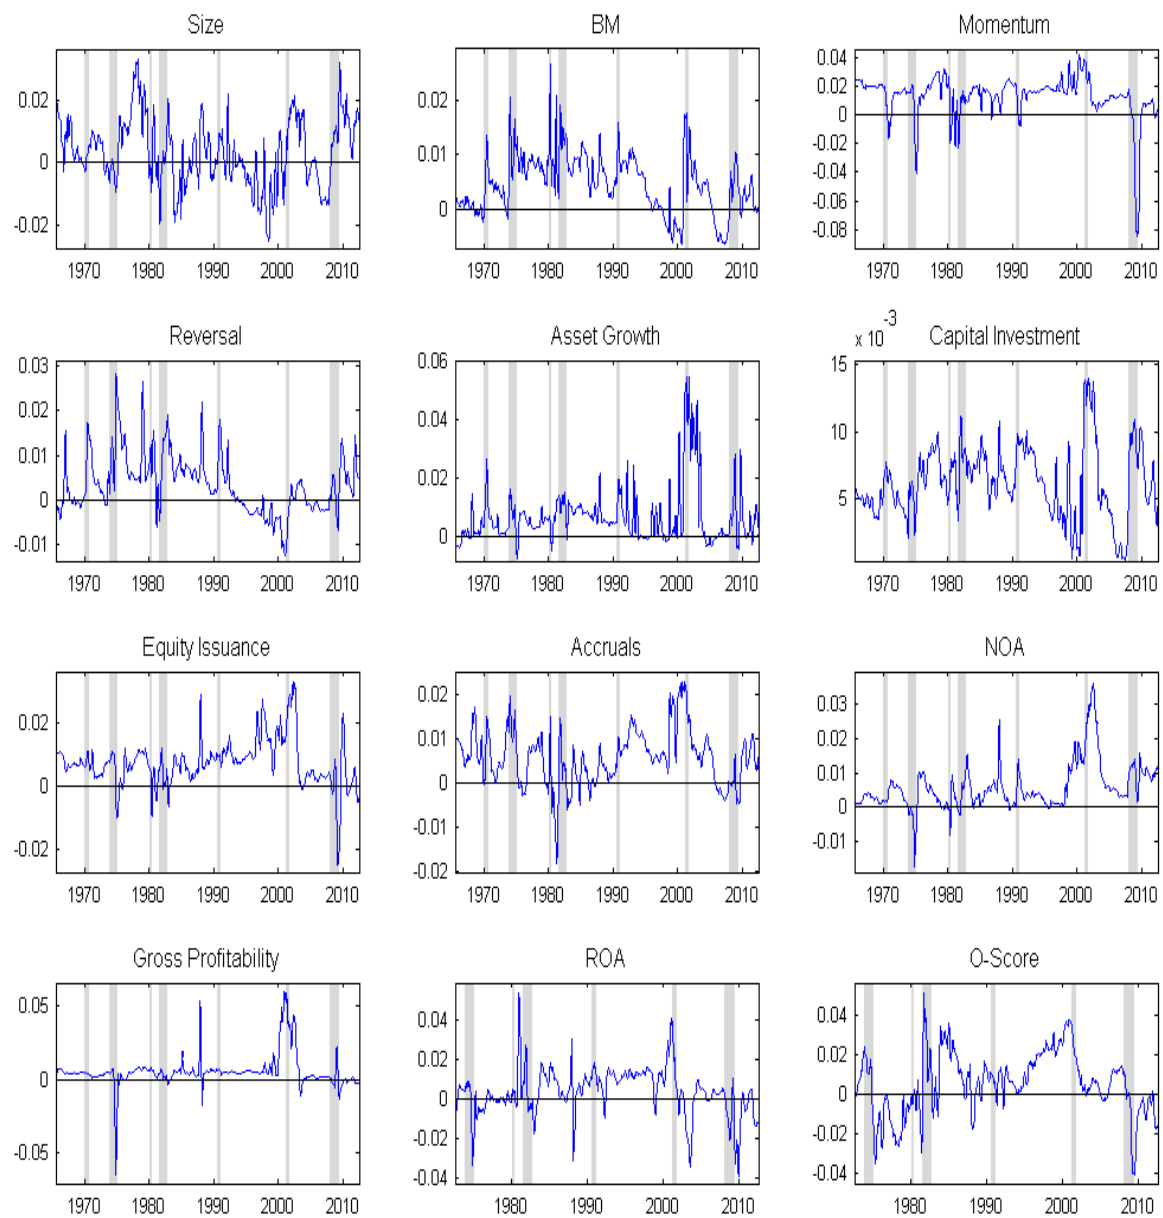 Size BM Momentum
0.02 0 -0.02
1970 1980 1990 2000 2010
0.02 0.01 0
1970 1980 1990 2000 2010
0.04 0.02 0 -0.02 -0.04 -0.06 -0.08
1970 1980 1990 2000 2010
Reversal Asset Growth Capital Investment
0.03 0.02 0.01 0 -0.01
1970 1980 1990 2000 2010
0.06 0.04 0.02 0
1970 1980 1990 2000 2010
x 10
-3
15 10 5
1970 1980 1990 2000 2010
Equity Issuance Accruals NOA
0.02 0 -0.02
1970 1980 1990 2000 2010
0.02 0.01 0 -0.01 -0.02
1970 1980 1990 2000 2010
0.03 0.02 0.01 0 -0.01
1970 1980 1990 2000 2010
Gross Profitability ROA O-Score
0.05 0 -0.05
1970 1980 1990 2000 2010
0.04 0.02 0 -0.02 -0.04
1980 1990 2000 2010
0.04 0.02 0 -0.02 -0.04
1980 1990 2000 2010